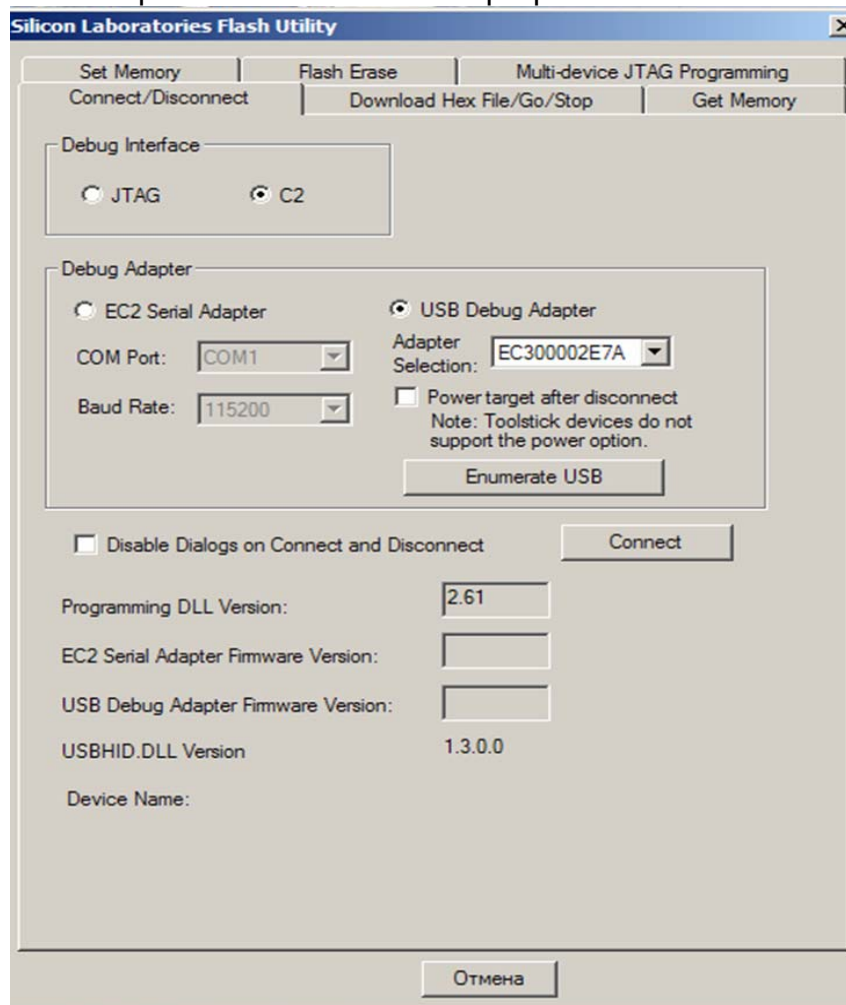 Silicon Laboratories Flash Utility
Set Memory Flash Erase Multi-device JTAG Programming
Connect/Disconnect Download Hex File/Go/Stop Get Memory
Debug Interface
JTAG C2
Debug Adapter
EC2 Serial Adapter USB Debug Adapter
COM Port: COM1 Adapter Selection: EC300002E7A
Baud Rate: 115200 Power target after disconnect
Note: Toolstick devices do not
support the power option.
Enumerate USB
Disable Dialogs on Connect and Disconnect Connect
Programming DLL Version: 2.61
EC2 Serial Adapter Firmware Version:
USB Debug Adapter Firmware Version:
USBHID.DLL Version 1.3.0.0
Device Name:
Отмена